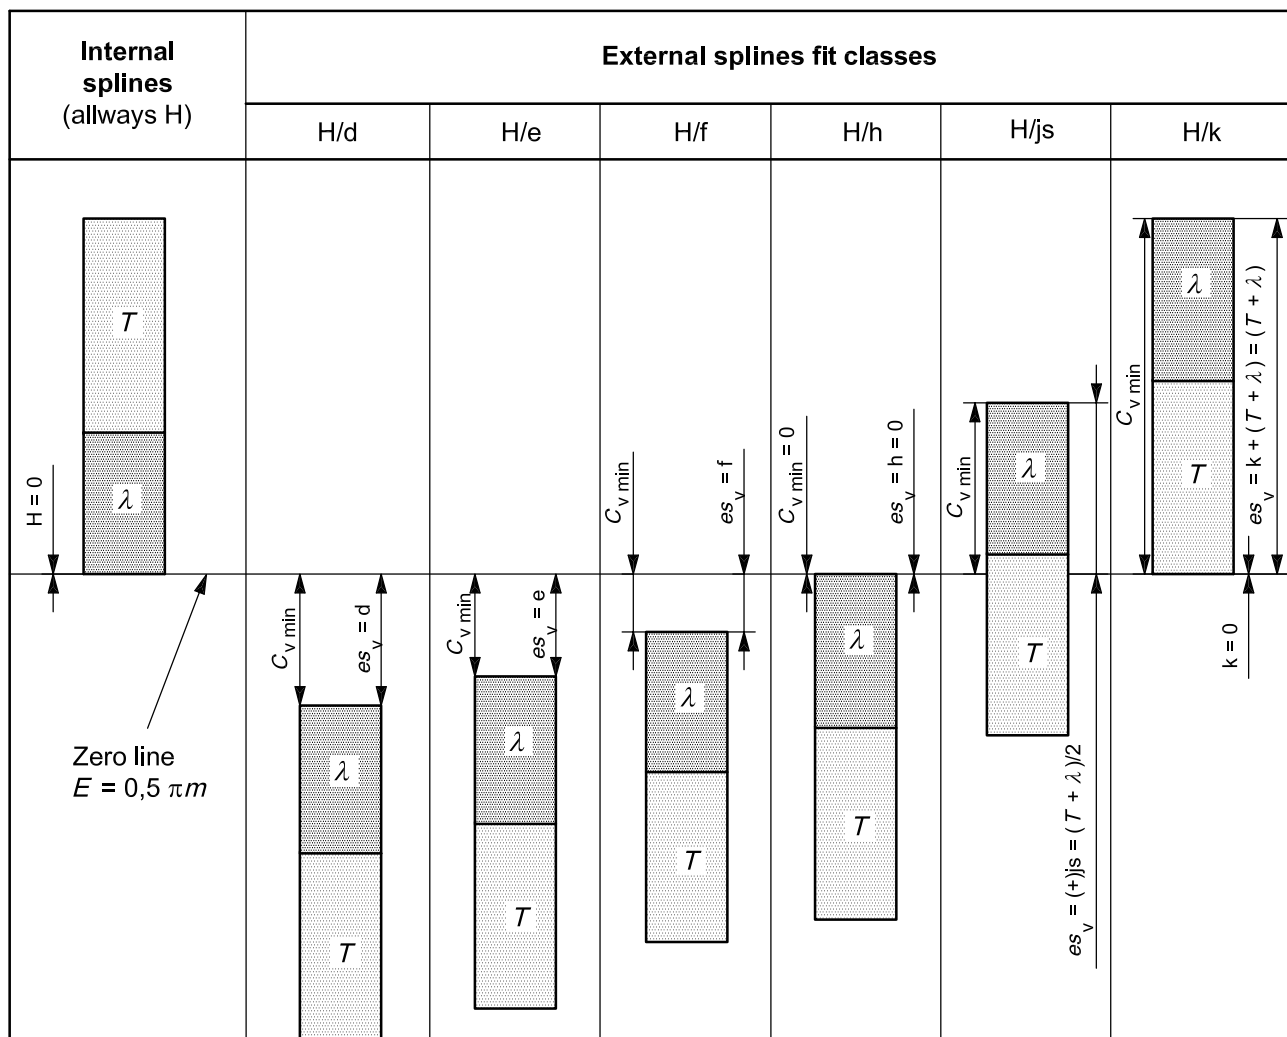 Internal
splines
(allways H)
External splines fit classes
H/d
H/e
H/f
H/h
H/js
H/k
T
λ
H = 0
Zero line
E = 0,5 πm
C v min
es v = d
λ
T
C v min
es v = e
λ
T
C v min
es v = f
λ
T
C v min = 0
es v = h = 0
λ
T
C v min
λ
T
es v = (+)js = ( T + λ )/2
C v min
λ
T
es v = k + ( T + λ ) = ( T + λ )
k = 0